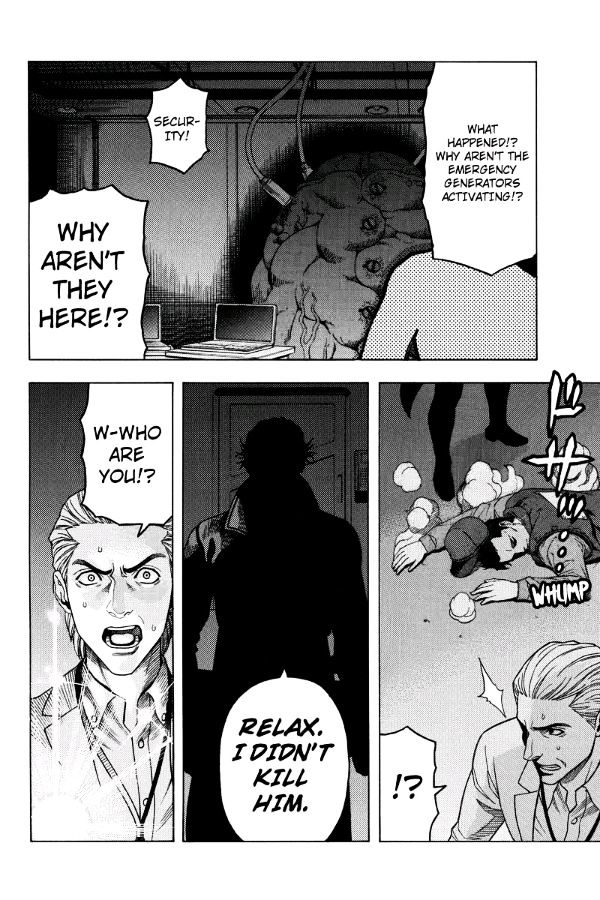 WHAT
HAPPENED!?
WHY AREN'T THE
EMERGENCY
GENERATORS
ACTIVATING!?
SECUR-
ITY!
WHY
AREN'T
THEY
HERE!?
ドサ…
WHUMP
!?
RELAX.
I DIDN'T
KILL
HIM.
W-WHO
ARE
YOU!?